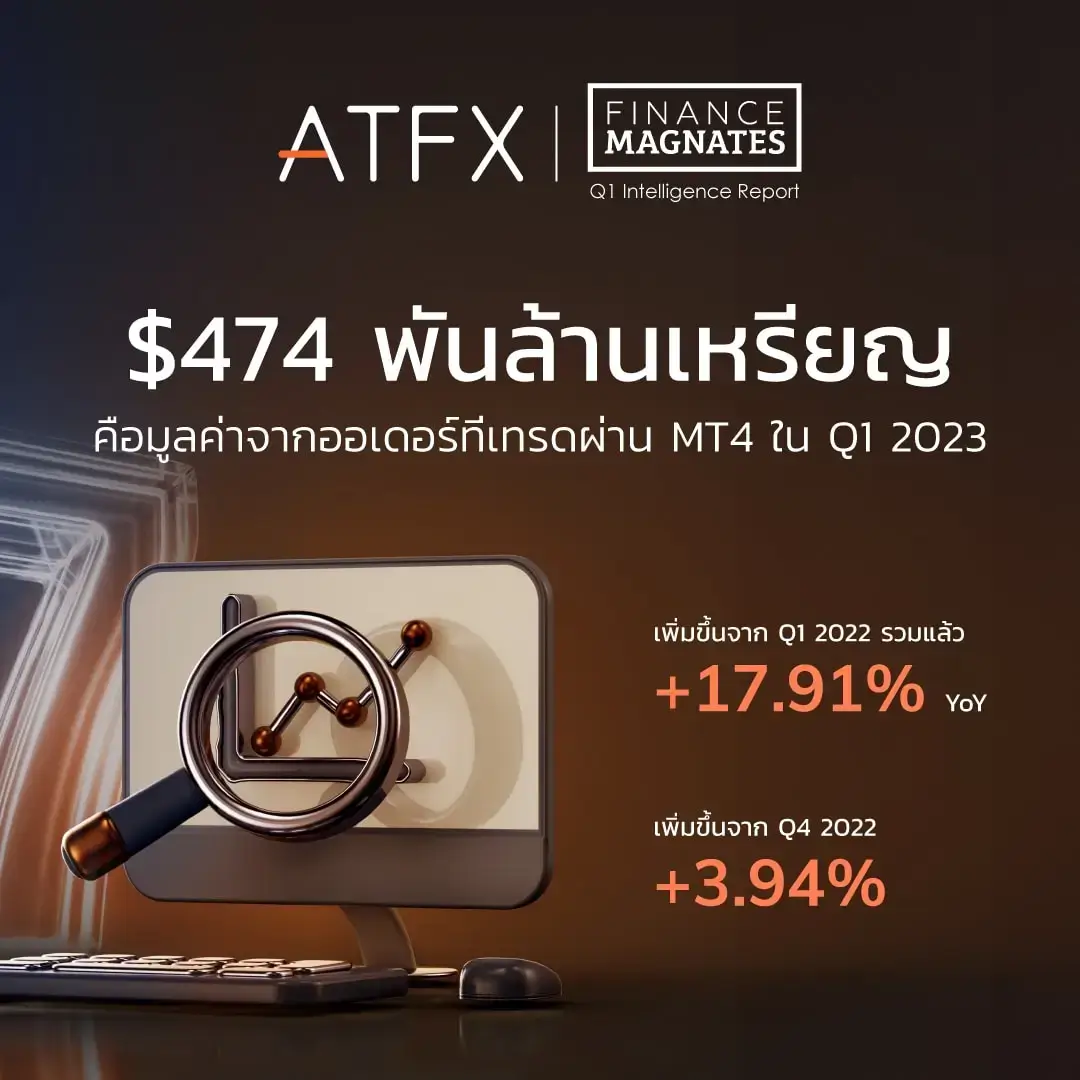 ATFX
FINANCE
MAGNATES
Q1 Intelligence Report
$474 พันล้านเหรียญ
คือมูลค่าจากออเดอร์ที่เทรดผ่าน MT4 ใน Q1 2023
เพิ่มขึ้นจาก Q1 2022 รวมแล้ว
+17.91% YoY
เพิ่มขึ้นจาก Q4 2022
+3.94%